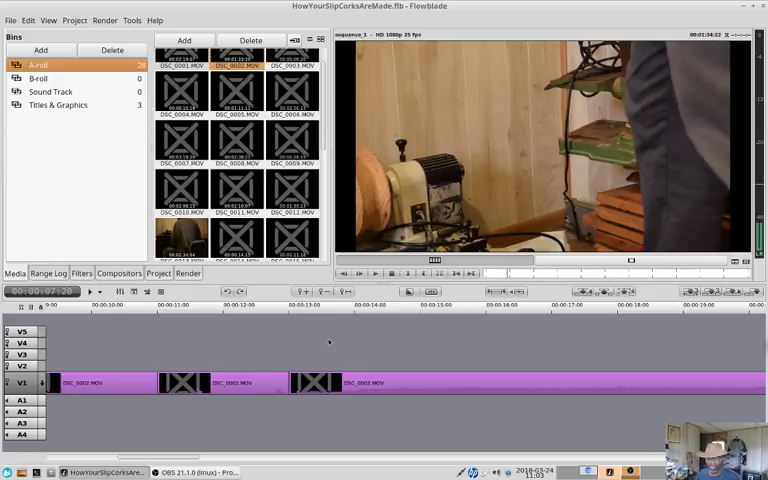 HowYourSlipCorksAreMade.flb - Flowblade
File Edit View Project Render Tools Help
Bins
Add Delete
Add Delete
sequence_1 - HD 1080p 25 fps
00:01:34:22
A-roll 28
B-roll 0
Sound Track 0
Titles & Graphics 3
DSC_0001.MOV DSC_0002.MOV DSC_0003.MOV
DSC_0004.MOV DSC_0005.MOV DSC_0006.MOV
DSC_0007.MOV DSC_0008.MOV DSC_0009.MOV
DSC_0010.MOV DSC_0011.MOV DSC_0012.MOV
Media Range Log Filters Compositors Project Render
00:00:07:20
9:00 00:00:10:00 00:00:11:00 00:00:12:00 00:00:13:00 00:00:14:00 00:00:15:00 00:00:16:00 00:00:17:00 00:00:18:00 00:00:19:00
V5
V4
V3
V2
V1 DSC_0002.MOV DSC_0002.MOV DSC_0002.MOV
A1
A2
A3
A4
HowYourSlipCorksAre... OBS 21.1.0 (linux) - Pro...
2018-03-24
11:03